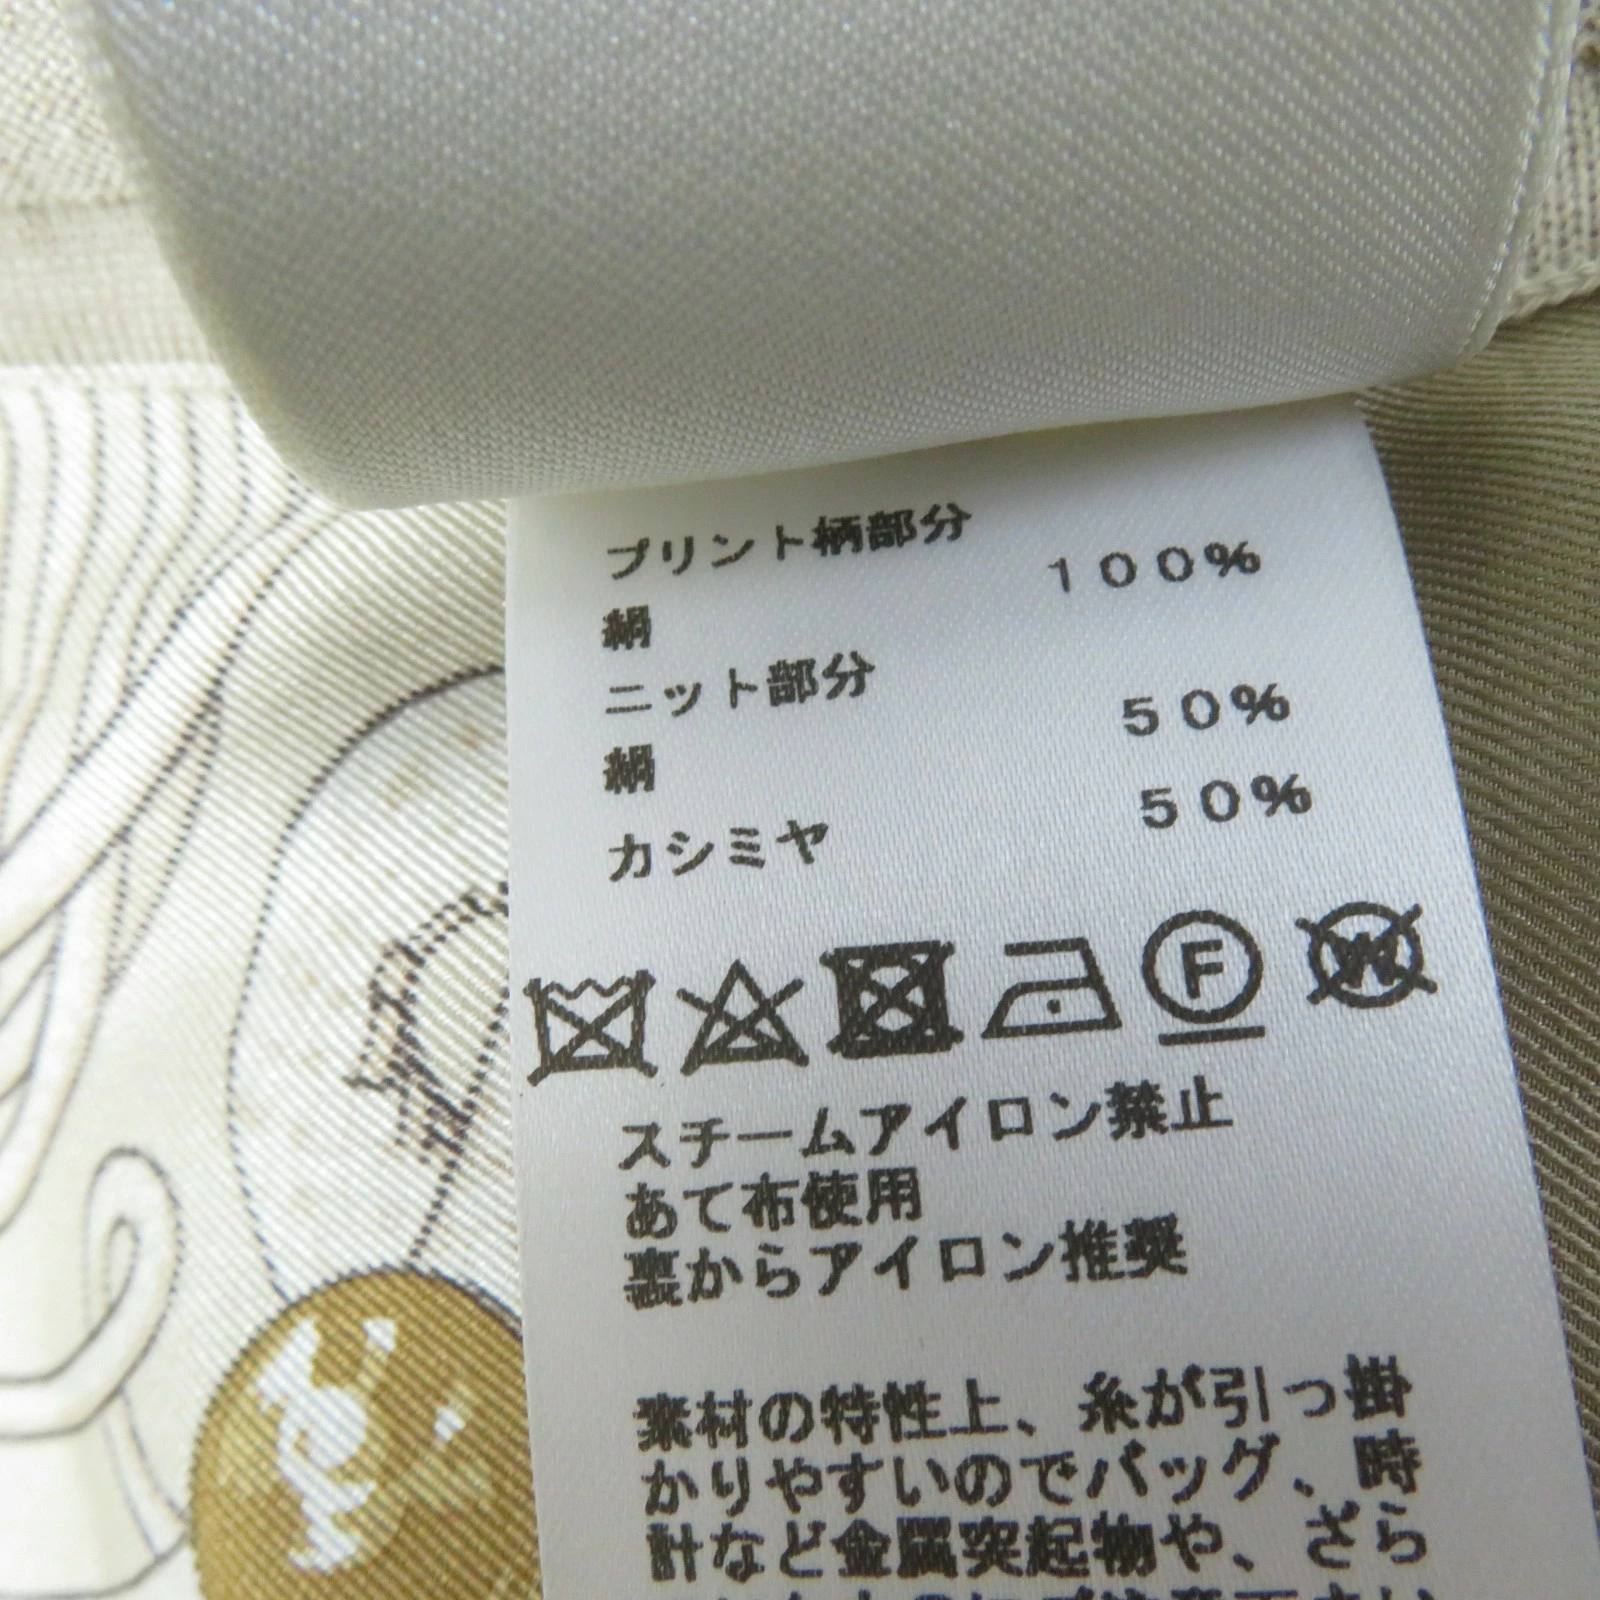 プリント柄部分
絹 100%
ニット部分
絹 50%
カシミヤ 50%
F W
スチームアイロン禁止
あて布使用
裏からアイロン推奨
素材の特性上、糸が引っ掛
かりやすいのでバッグ、時
計など金属突起物や、ざら